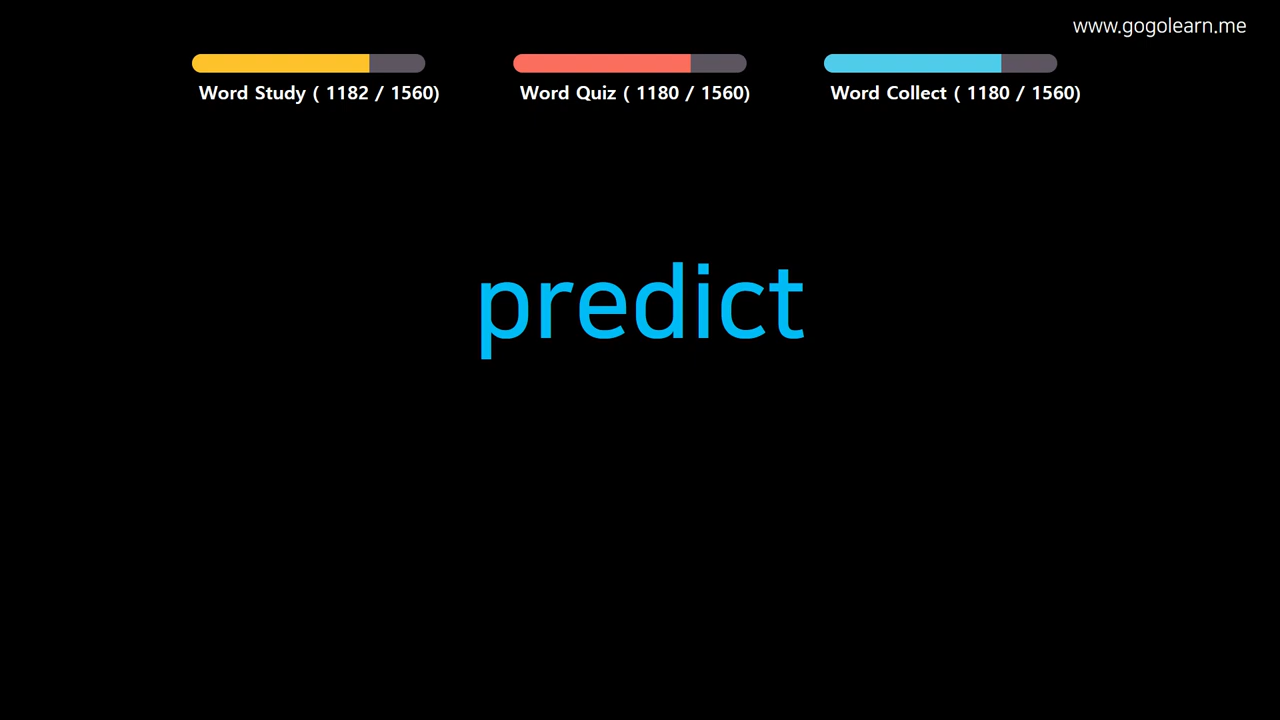 www.gogolearn.me
Word Study ( 1182 / 1560)
Word Quiz ( 1180 / 1560)
Word Collect ( 1180 / 1560)
predict